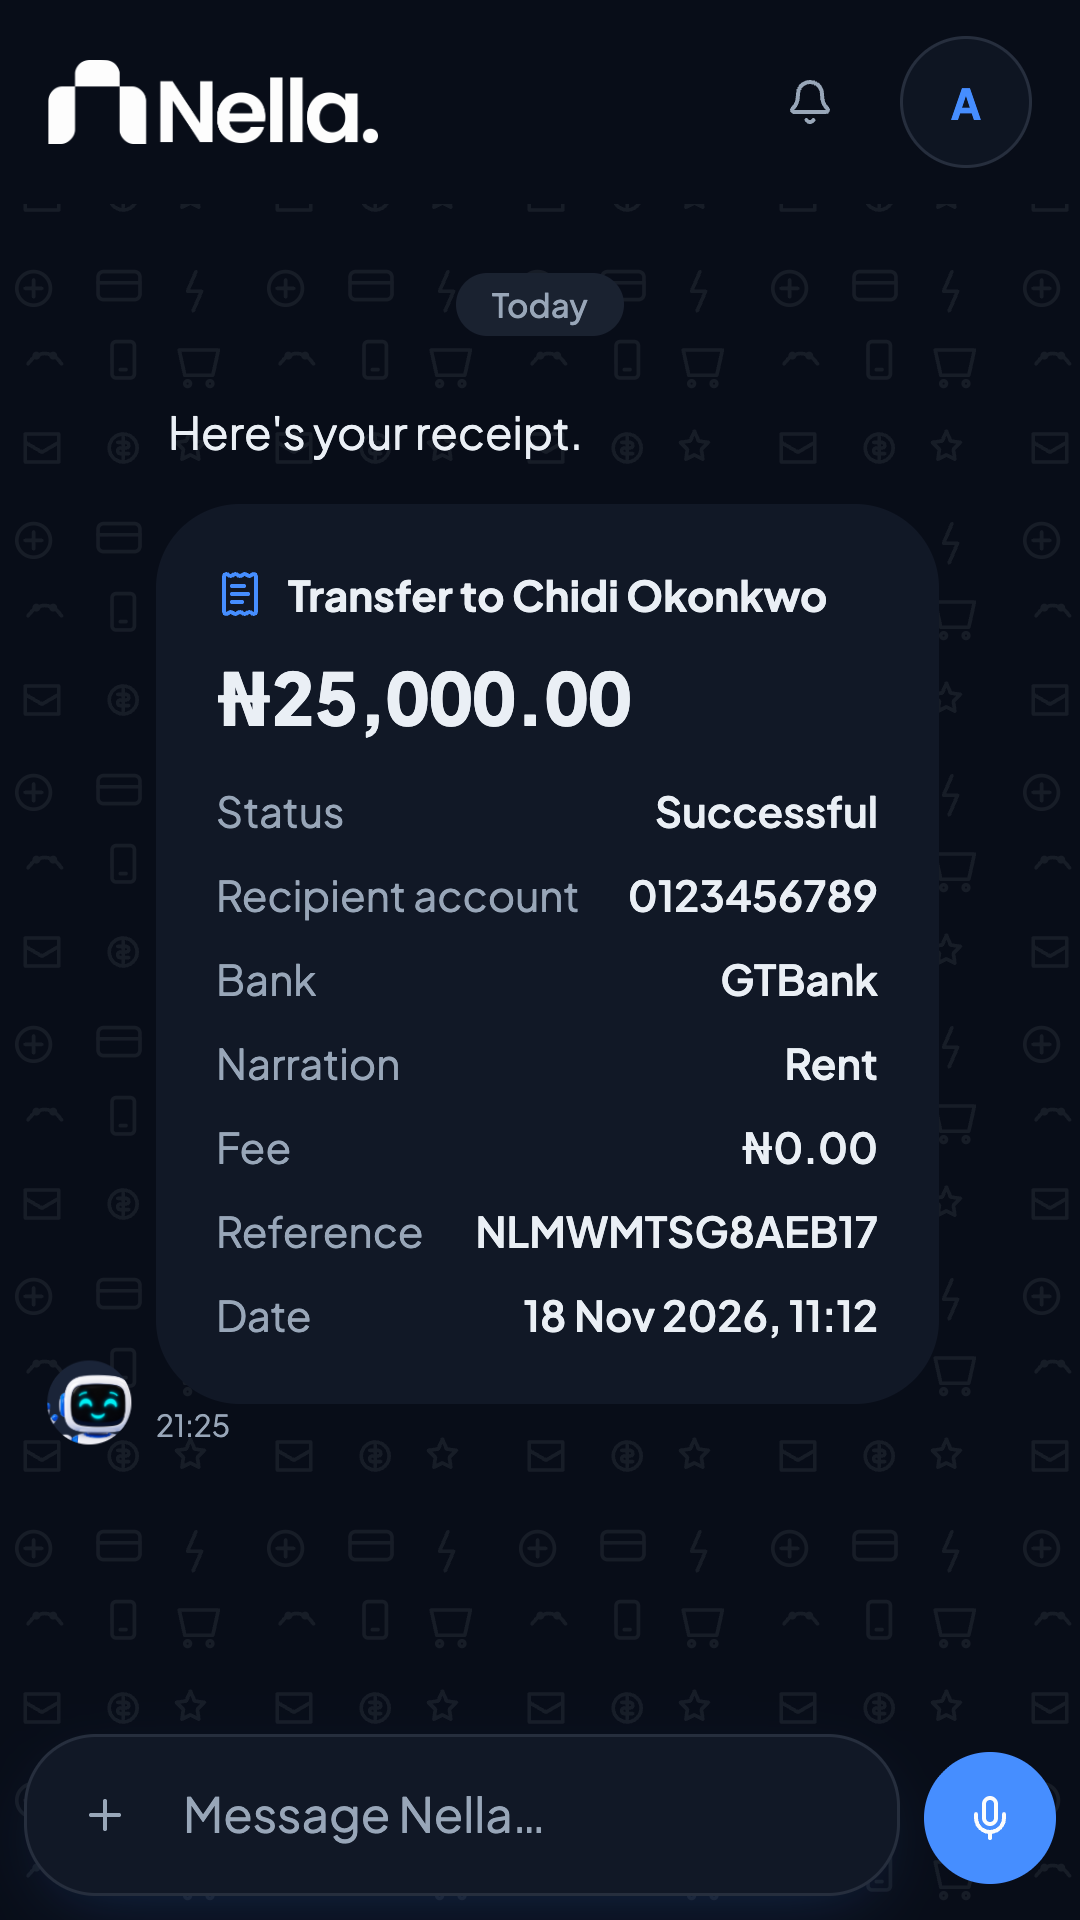 Nella.
A
Today
Here's your receipt.
Transfer to Chidi Okonkwo
₦25,000.00
Status Successful
Recipient account 0123456789
Bank GTBank
Narration Rent
Fee ₦0.00
Reference NLMWMTSG8AEB17
Date 18 Nov 2026, 11:12
21:25
Message Nella...